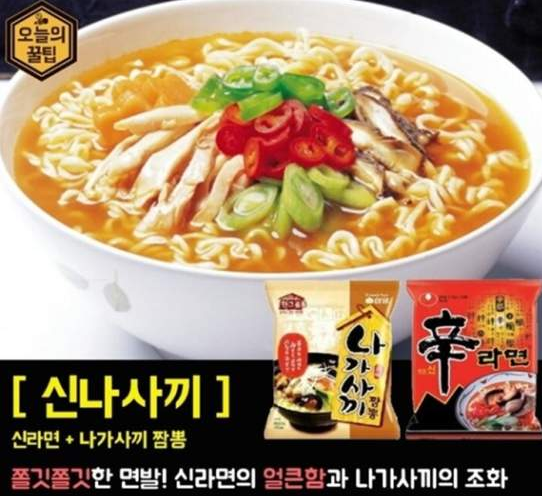 오늘의
꿀팁
나가사끼
짬뽕
辛라면
[ 신나사끼 ]
신라면 + 나가사끼 짬뽕
쫄깃쫄깃한 면발! 신라면의 얼큰함과 나가사끼의 조화